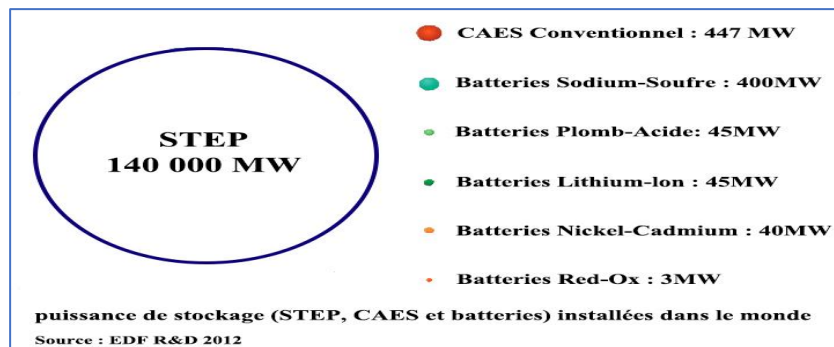 STEP
140 000 MW
CAES Conventionnel : 447 MW
Batteries Sodium-Soufre : 400MW
Batteries Plomb-Acide: 45MW
Batteries Lithium-Ion : 45MW
Batteries Nickel-Cadmium : 40MW
Batteries Red-Ox : 3MW
puissance de stockage (STEP, CAES et batteries) installées dans le monde
Source : EDF R&D 2012